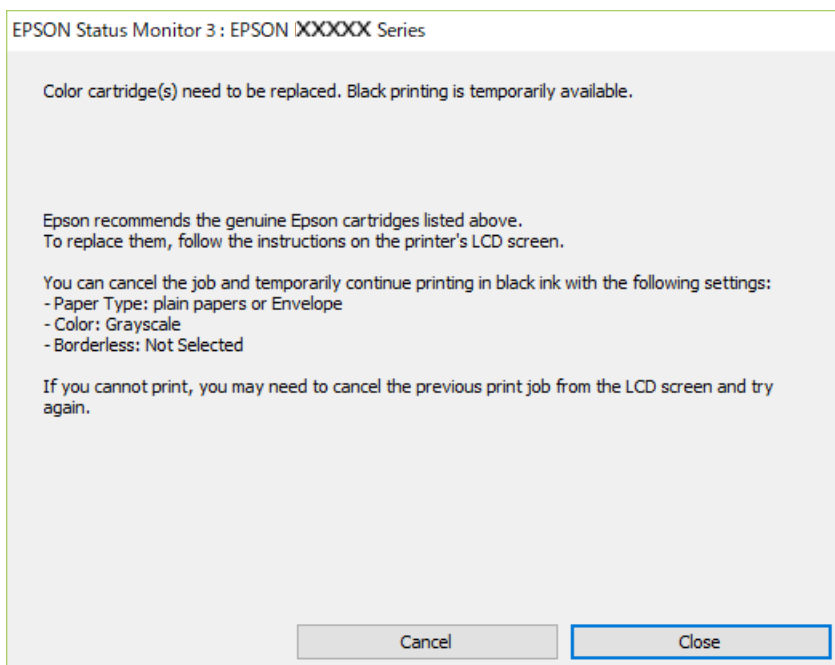 EPSON Status Monitor 3 : EPSON XXXXX Series
Color cartridge(s) need to be replaced. Black printing is temporarily available.
Epson recommends the genuine Epson cartridges listed above.
To replace them, follow the instructions on the printer's LCD screen.
You can cancel the job and temporarily continue printing in black ink with the following settings:
- Paper Type: plain papers or Envelope
- Color: Grayscale
- Borderless: Not Selected
If you cannot print, you may need to cancel the previous print job from the LCD screen and try
again.
Cancel
Close